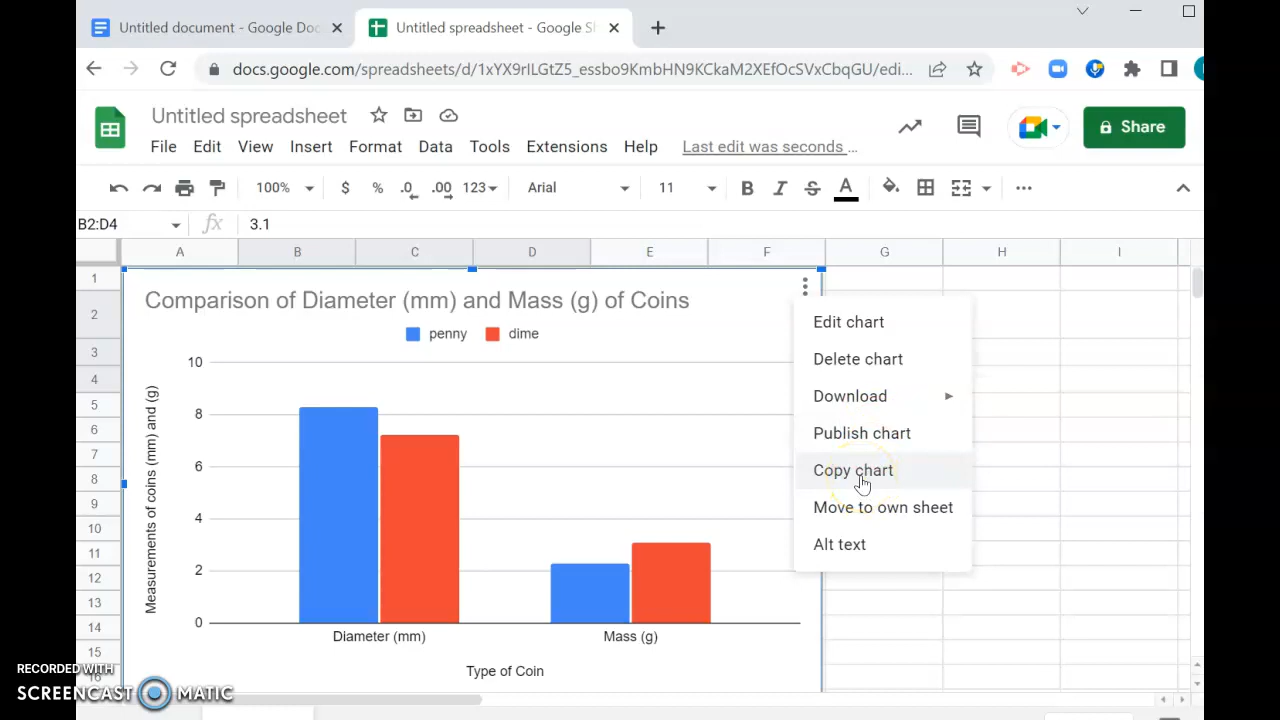 Untitled document - Google Doc
Untitled spreadsheet - Google Sh
docs.google.com/spreadsheets/d/1xYX9rILGtZ5_essbo9KmbHN9KCkaM2XEfOcSVxCbqGU/edi...
Untitled spreadsheet
File Edit View Insert Format Data Tools Extensions Help Last edit was seconds ...
Share
100% $ % .0 .00 123 Arial 11 B I S A
B2:D4 fx 3.1
A B C D E F G H I
1
2
3
4
5
6
7
8
9
10
11
12
13
14
15
16
Comparison of Diameter (mm) and Mass (g) of Coins
penny dime
Measurements of coins (mm) and (g)
10
8
6
4
2
0
Diameter (mm) Mass (g)
Type of Coin
Edit chart
Delete chart
Download
Publish chart
Copy chart
Move to own sheet
Alt text
RECORDED WITH
SCREENCAST MATIC